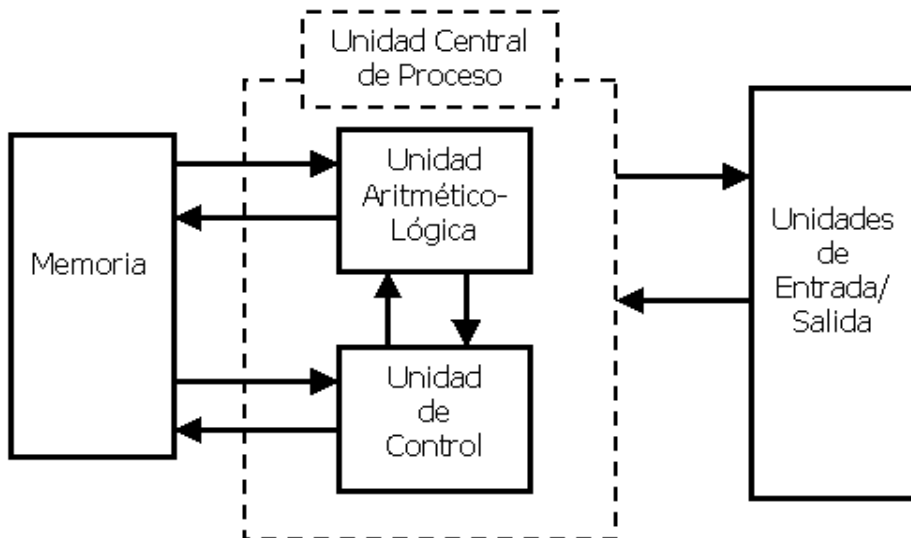 Unidad Central
de Proceso
Memoria
Unidad
Aritmético-
Lógica
Unidad
de
Control
Unidades
de
Entrada/
Salida